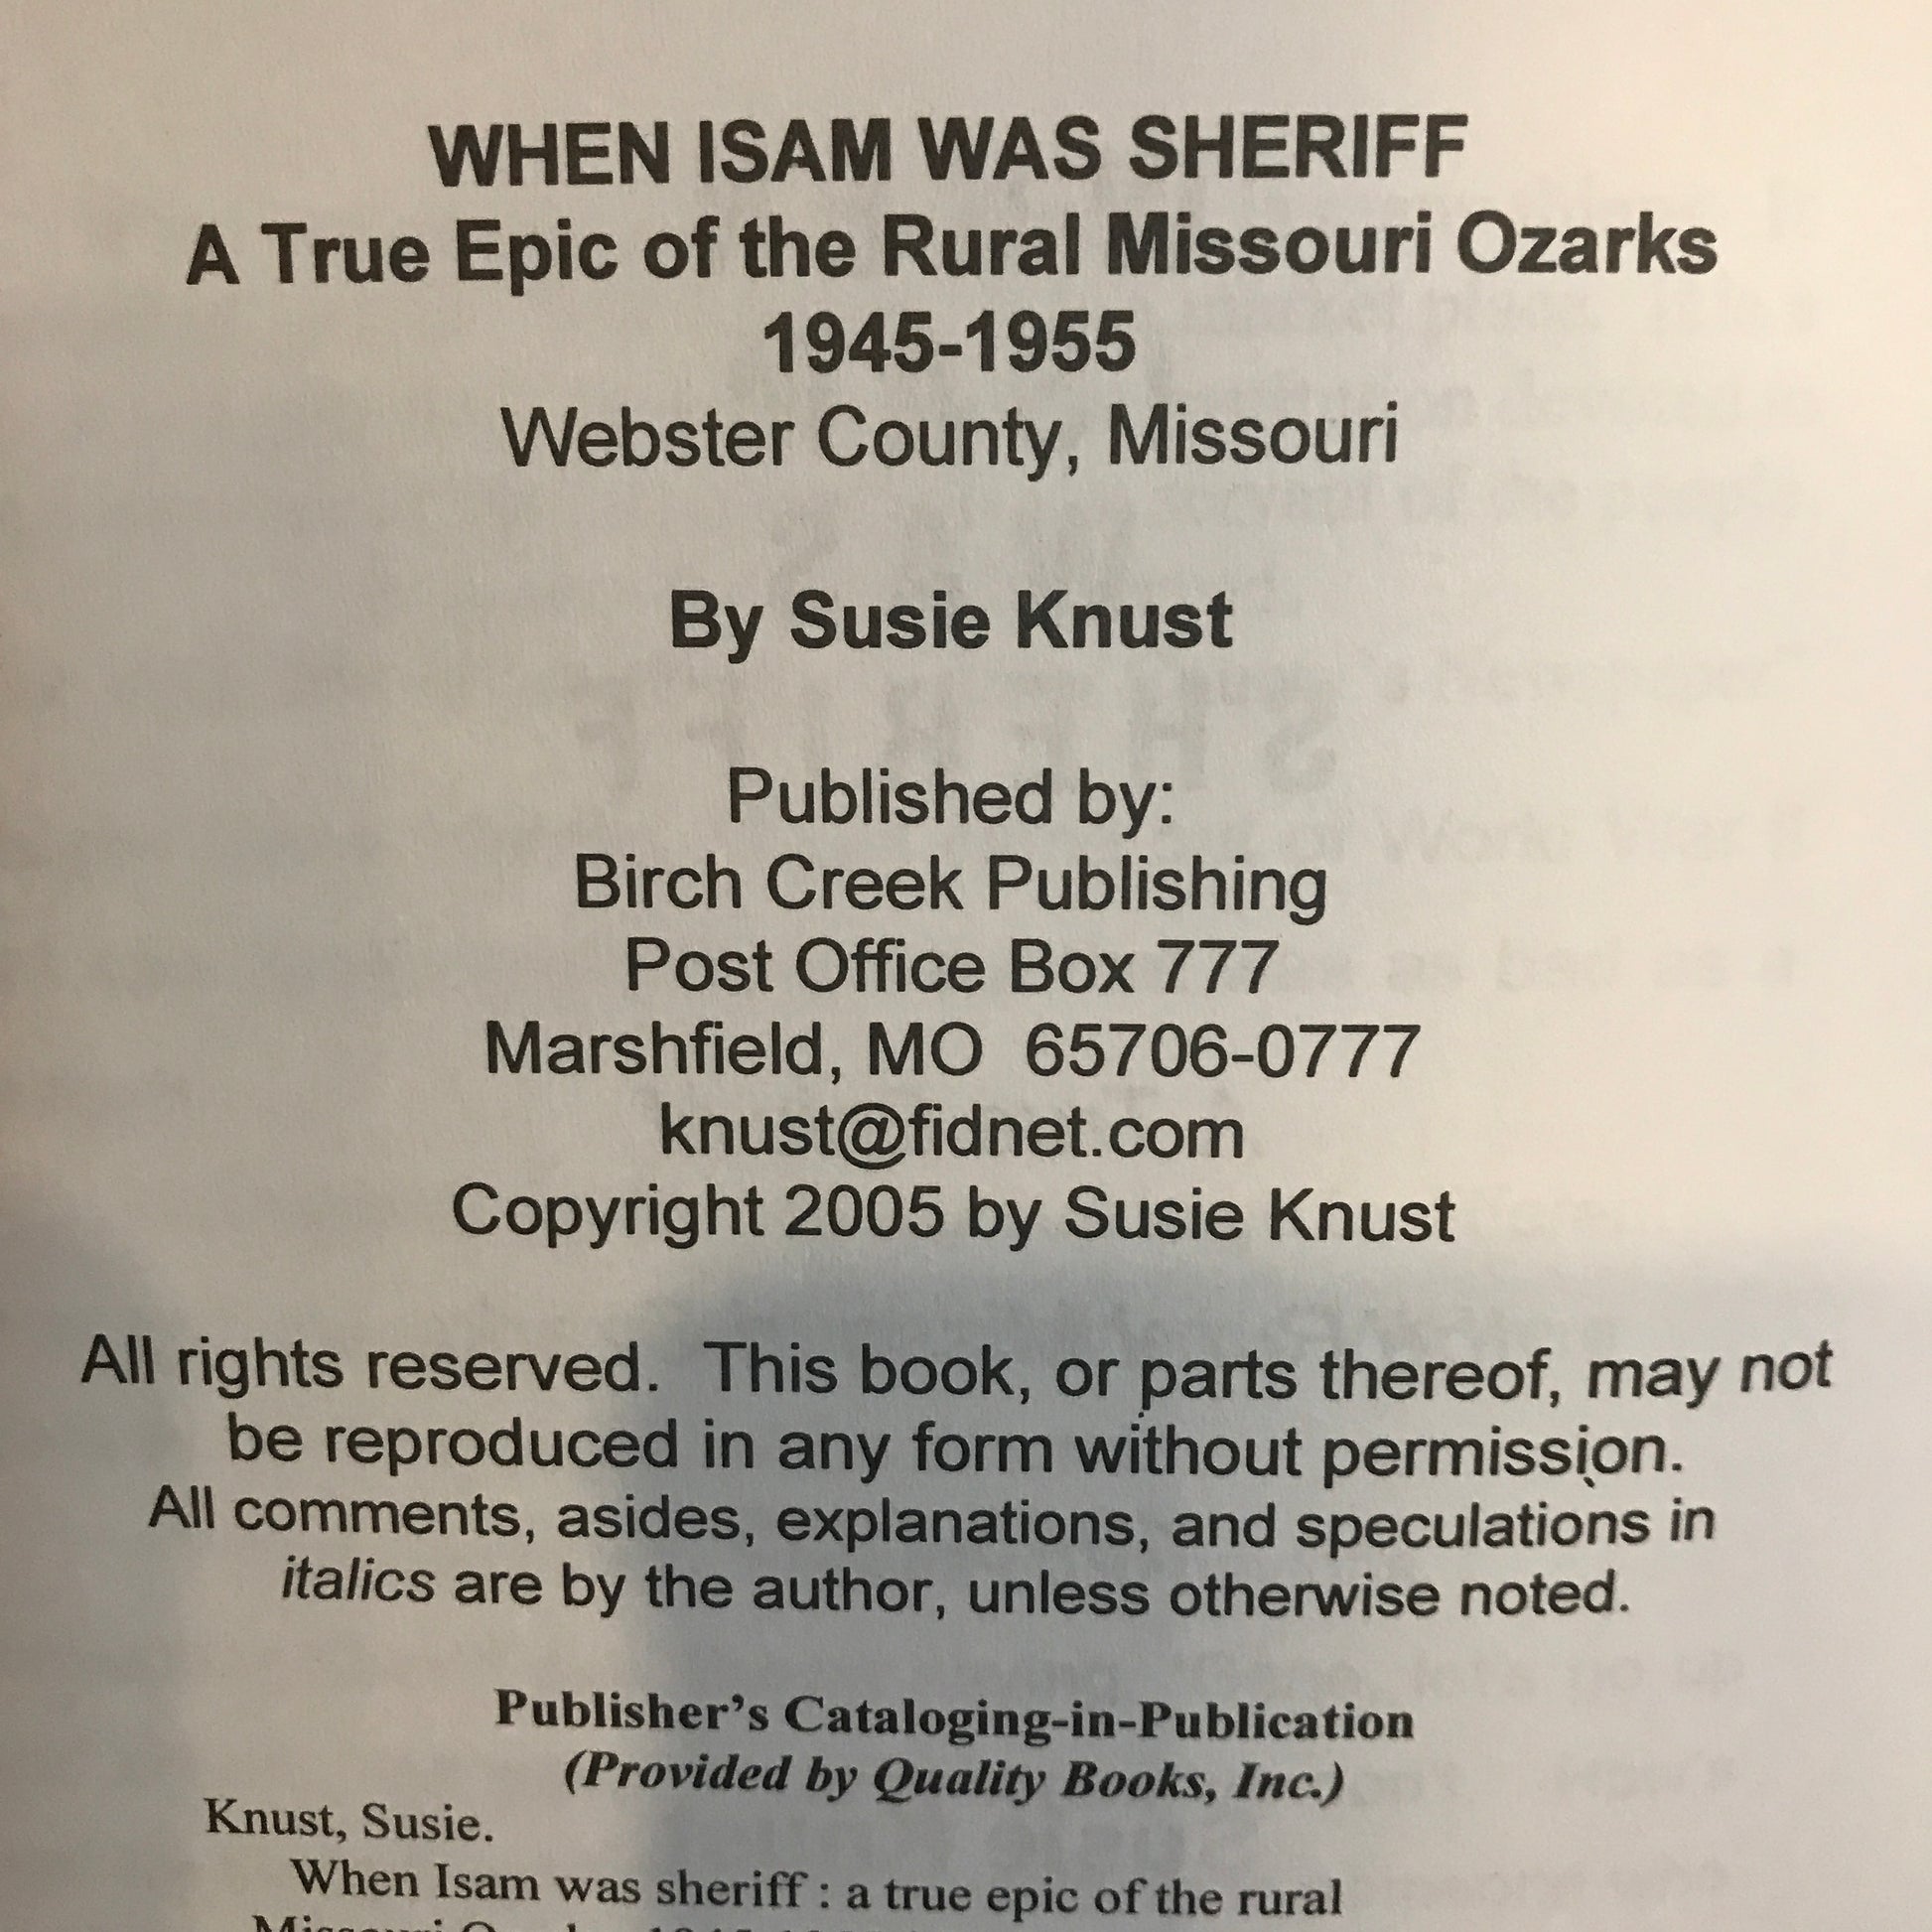 WHEN ISAM WAS SHERIFF
A True Epic of the Rural Missouri Ozarks
1945-1955
Webster County, Missouri
By Susie Knust
Published by:
Birch Creek Publishing
Post Office Box 777
Marshfield, MO 65706-0777
knust@fidnet.com
Copyright 2005 by Susie Knust
All rights reserved. This book, or parts thereof, may not
be reproduced in any form without permission.
All comments, asides, explanations, and speculations in
italics are by the author, unless otherwise noted.
Publisher's Cataloging-in-Publication
(Provided by Quality Books, Inc.)
Knust, Susie.
When Isam was sheriff : a true epic of the rural